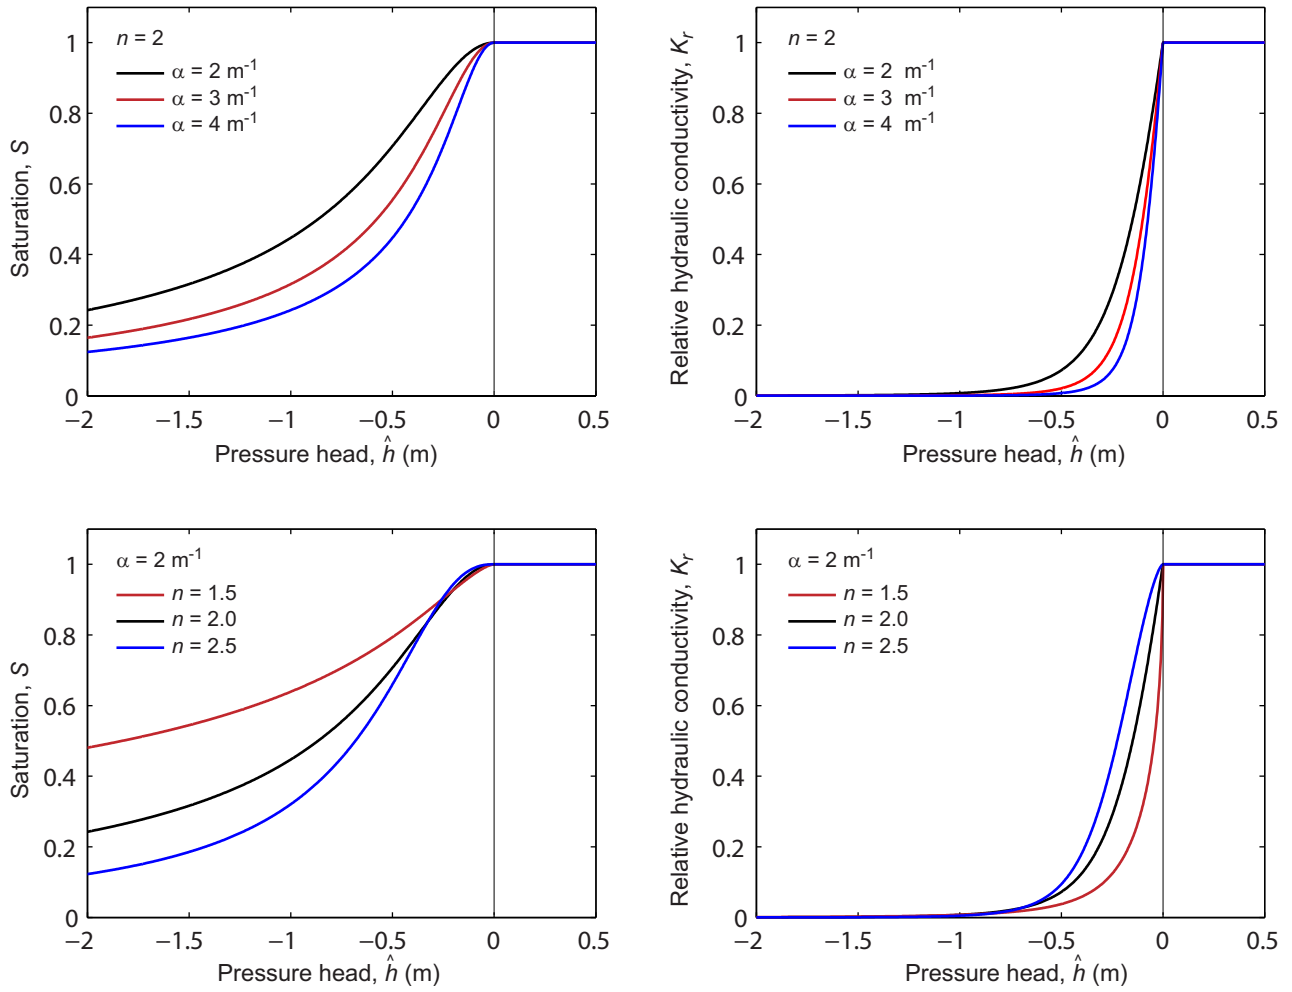 n = 2
α = 2 m-1
α = 3 m-1
α = 4 m-1
1
0.8
0.6
0.4
0.2
0
−2
−1.5
−1
−0.5
0
0.5
Saturation, S
Pressure head, ĥ (m)
n = 2
α = 2 m-1
α = 3 m-1
α = 4 m-1
1
0.8
0.6
0.4
0.2
0
−2
−1.5
−1
−0.5
0
0.5
Relative hydraulic conductivity, Kr
Pressure head, ĥ (m)
α = 2 m-1
n = 1.5
n = 2.0
n = 2.5
1
0.8
0.6
0.4
0.2
0
−2
−1.5
−1
−0.5
0
0.5
Saturation, S
Pressure head, ĥ (m)
α = 2 m-1
n = 1.5
n = 2.0
n = 2.5
1
0.8
0.6
0.4
0.2
0
−2
−1.5
−1
−0.5
0
0.5
Relative hydraulic conductivity, Kr
Pressure head, ĥ (m)